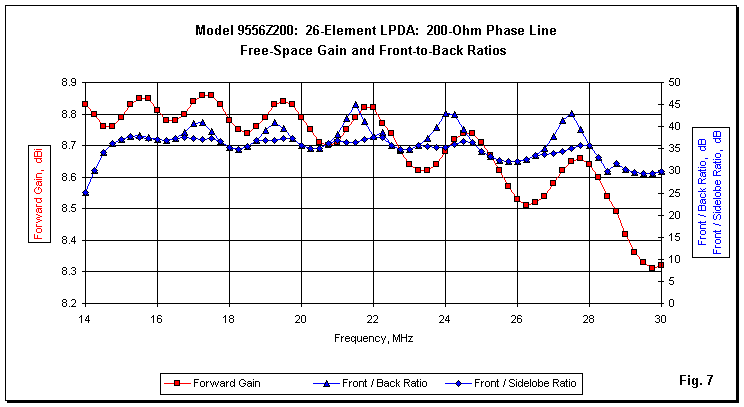 Model 9556Z200: 26-Element LPDA: 200-Ohm Phase Line
Free-Space Gain and Front-to-Back Ratios
8.9
8.8
8.7
8.6
8.5
8.4
8.3
8.2
Forward Gain, dBi
50
45
40
35
30
25
20
15
10
5
0
Front / Back Ratio, dB
Front / Sidelobe Ratio, dB
14 16 18 20 22 24 26 28 30
Frequency, MHz
Forward Gain Front / Back Ratio Front / Sidelobe Ratio
Fig. 7